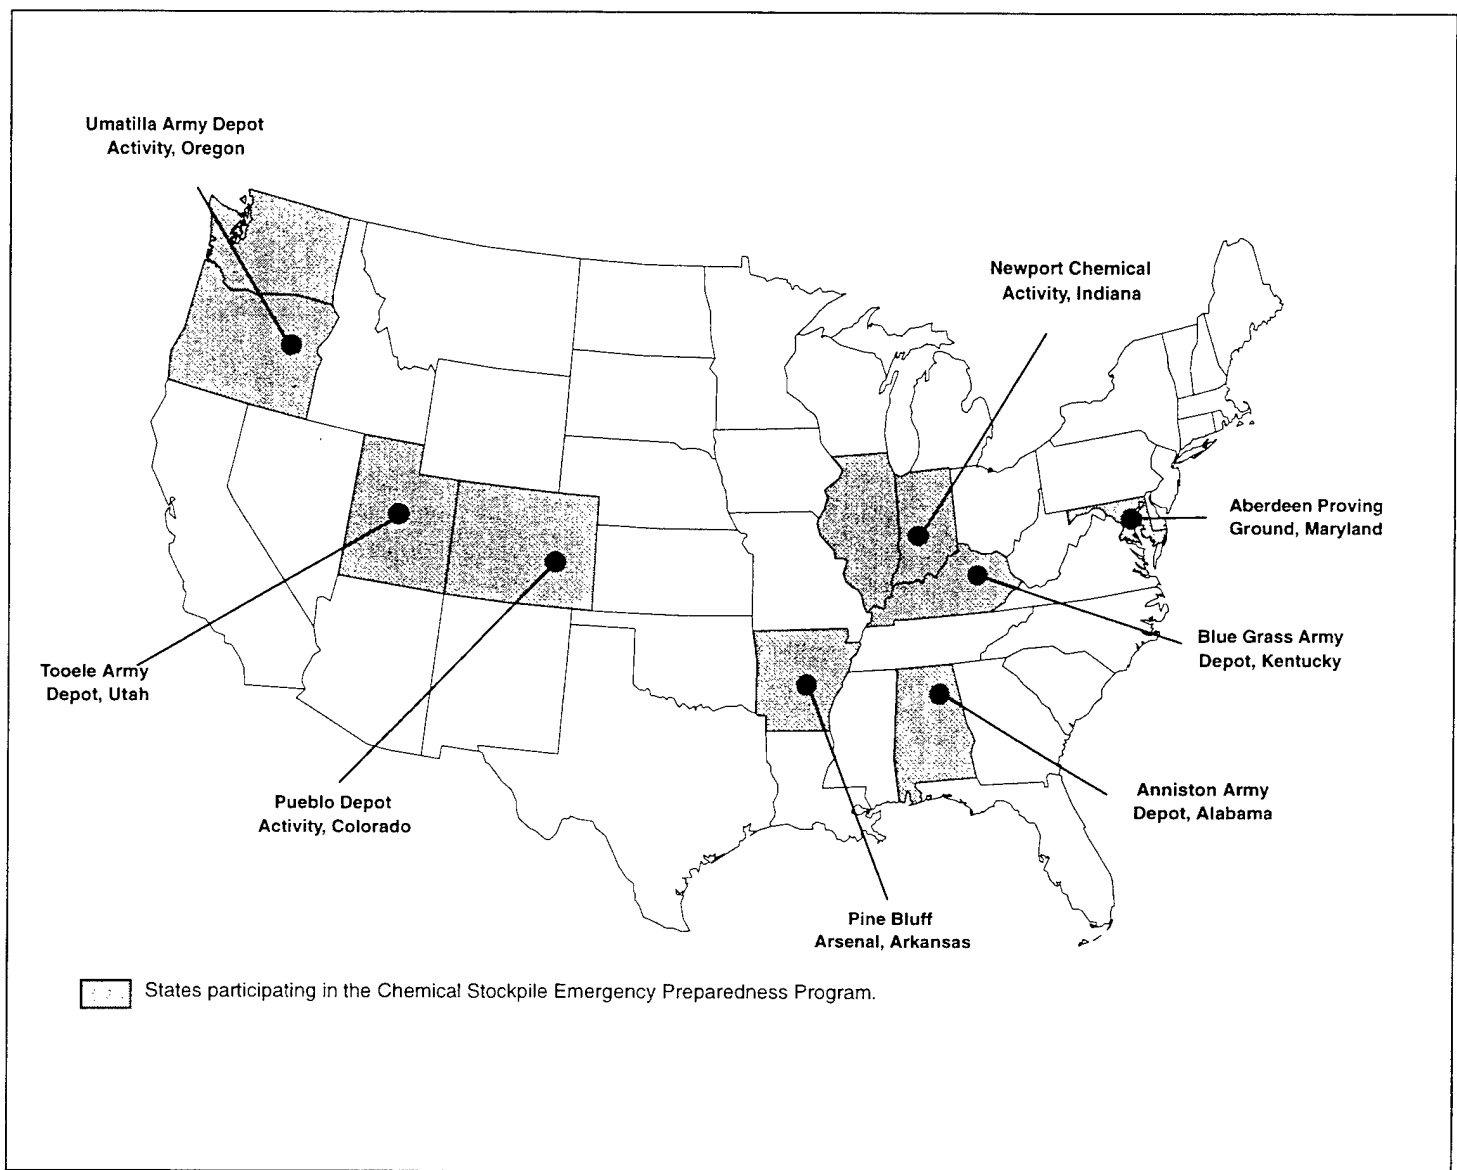 Umatilla Army Depot
Activity, Oregon
Newport Chemical
Activity, Indiana
Aberdeen Proving
Ground, Maryland
Blue Grass Army
Depot, Kentucky
Tooele Army
Depot, Utah
Pueblo Depot
Activity, Colorado
Anniston Army
Depot, Alabama
Pine Bluff
Arsenal, Arkansas
States participating in the Chemical Stockpile Emergency Preparedness Program.